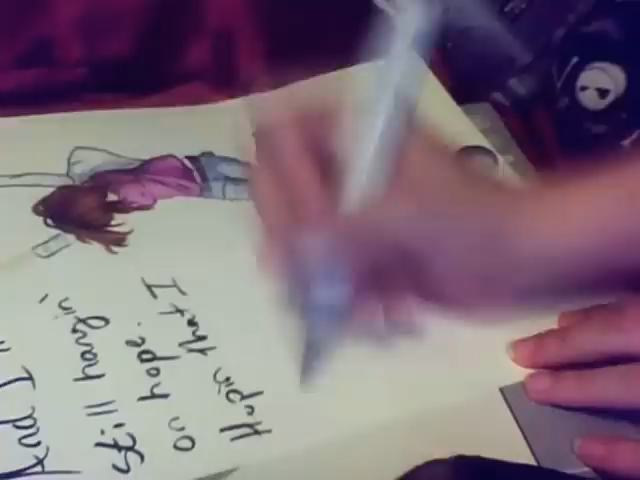 And I'
still hangin'
on hope.
Hopin' that I